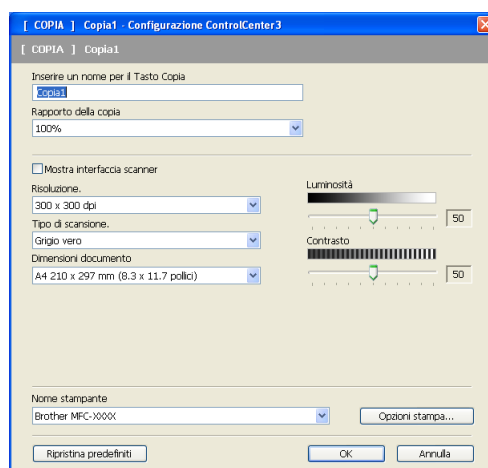 [ COPIA ] Copia1 - Configurazione ControlCenter3
[ COPIA ] Copia1
Inserire un nome per il Tasto Copia
Copia1
Rapporto della copia
100%
Mostra interfaccia scanner
Risoluzione.
300 x 300 dpi
Tipo di scansione.
Grigio vero
Dimensioni documento
A4 210 x 297 mm (8.3 x 11.7 pollici)
Luminosità
50
Contrasto
50
Nome stampante
Brother MFC-XXXX
Opzioni stampa...
Ripristina predefiniti
OK
Annulla